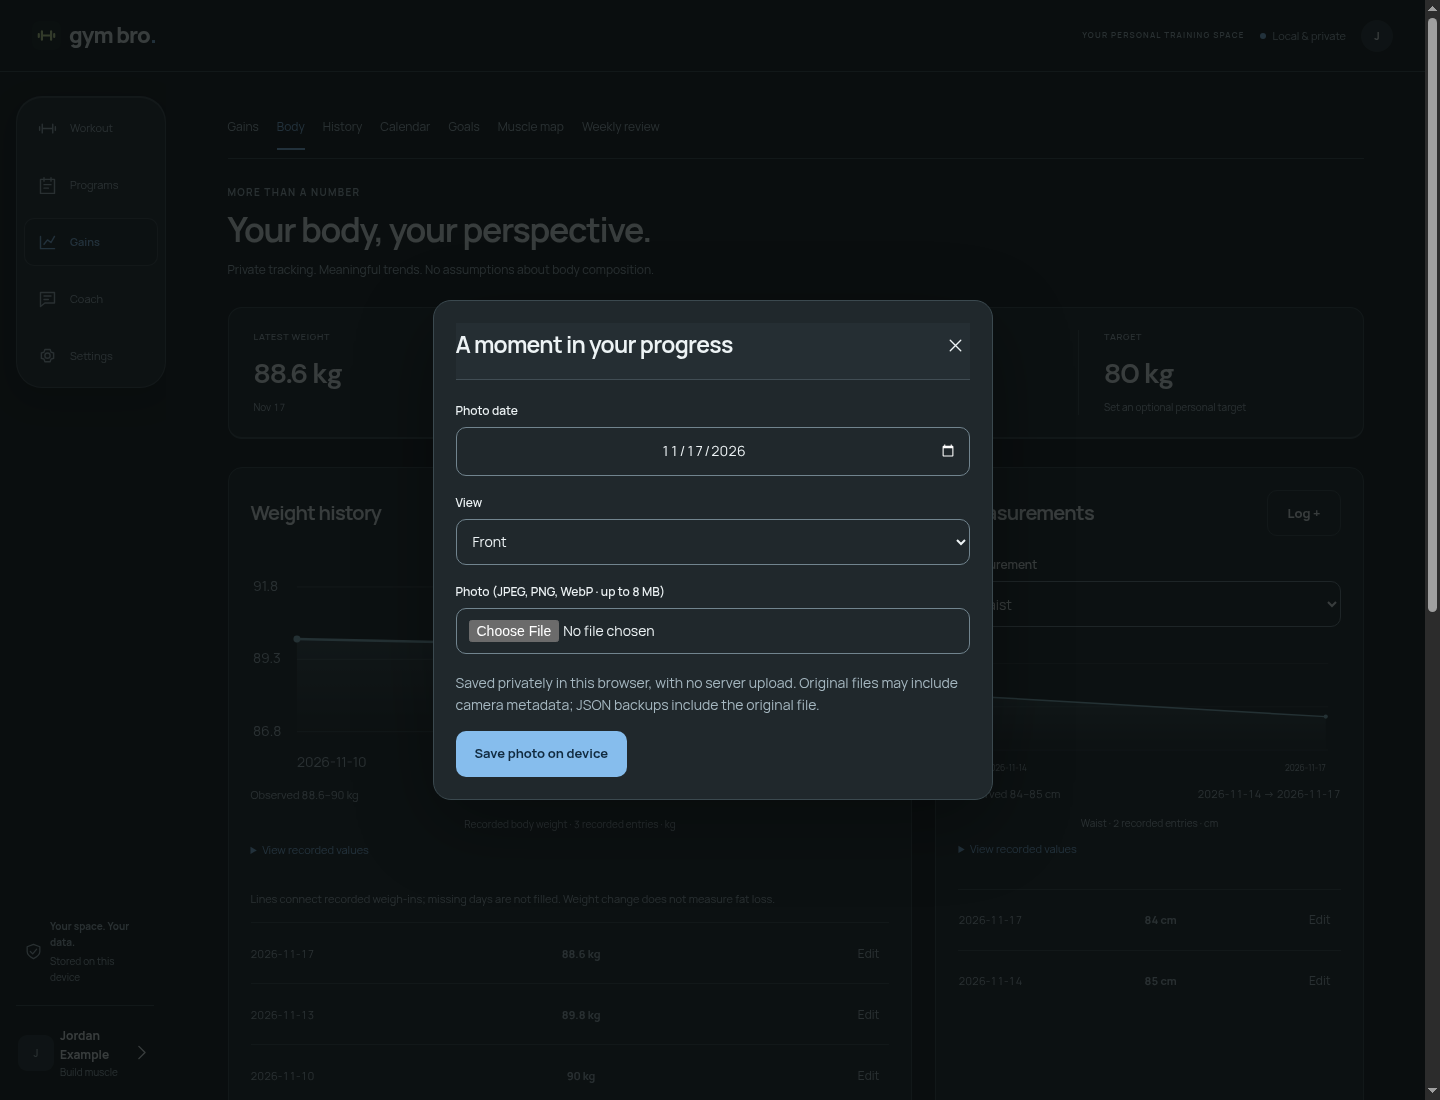 gym bro.
YOUR PERSONAL TRAINING SPACE
Local & private
J
Workout
Programs
Gains
Coach
Settings
Gains Body History Calendar Goals Muscle map Weekly review
MORE THAN A NUMBER
Your body, your perspective.
Private tracking. Meaningful trends. No assumptions about body composition.
LATEST WEIGHT
88.6 kg
Nov 17
TARGET
80 kg
Set an optional personal target
A moment in your progress
Photo date
11/17/2026
View
Front
Photo (JPEG, PNG, WebP · up to 8 MB)
Choose File No file chosen
Saved privately in this browser, with no server upload. Original files may include
camera metadata; JSON backups include the original file.
Save photo on device
Weight history
91.8
89.3
86.8
2026-11-10
Observed 88.6–90 kg
Recorded body weight · 3 recorded entries · kg
View recorded values
Lines connect recorded weigh-ins; missing days are not filled. Weight change does not measure fat loss.
2026-11-17 88.6 kg Edit
2026-11-13 89.8 kg Edit
2026-11-10 90 kg Edit
asurements
Log +
urement
ist
26-11-14 2026-11-17
ved 84–85 cm 2026-11-14 → 2026-11-17
Waist · 2 recorded entries · cm
View recorded values
2026-11-17 84 cm Edit
2026-11-14 85 cm Edit
Your space. Your
data.
Stored on this
device
J
Jordan
Example
Build muscle